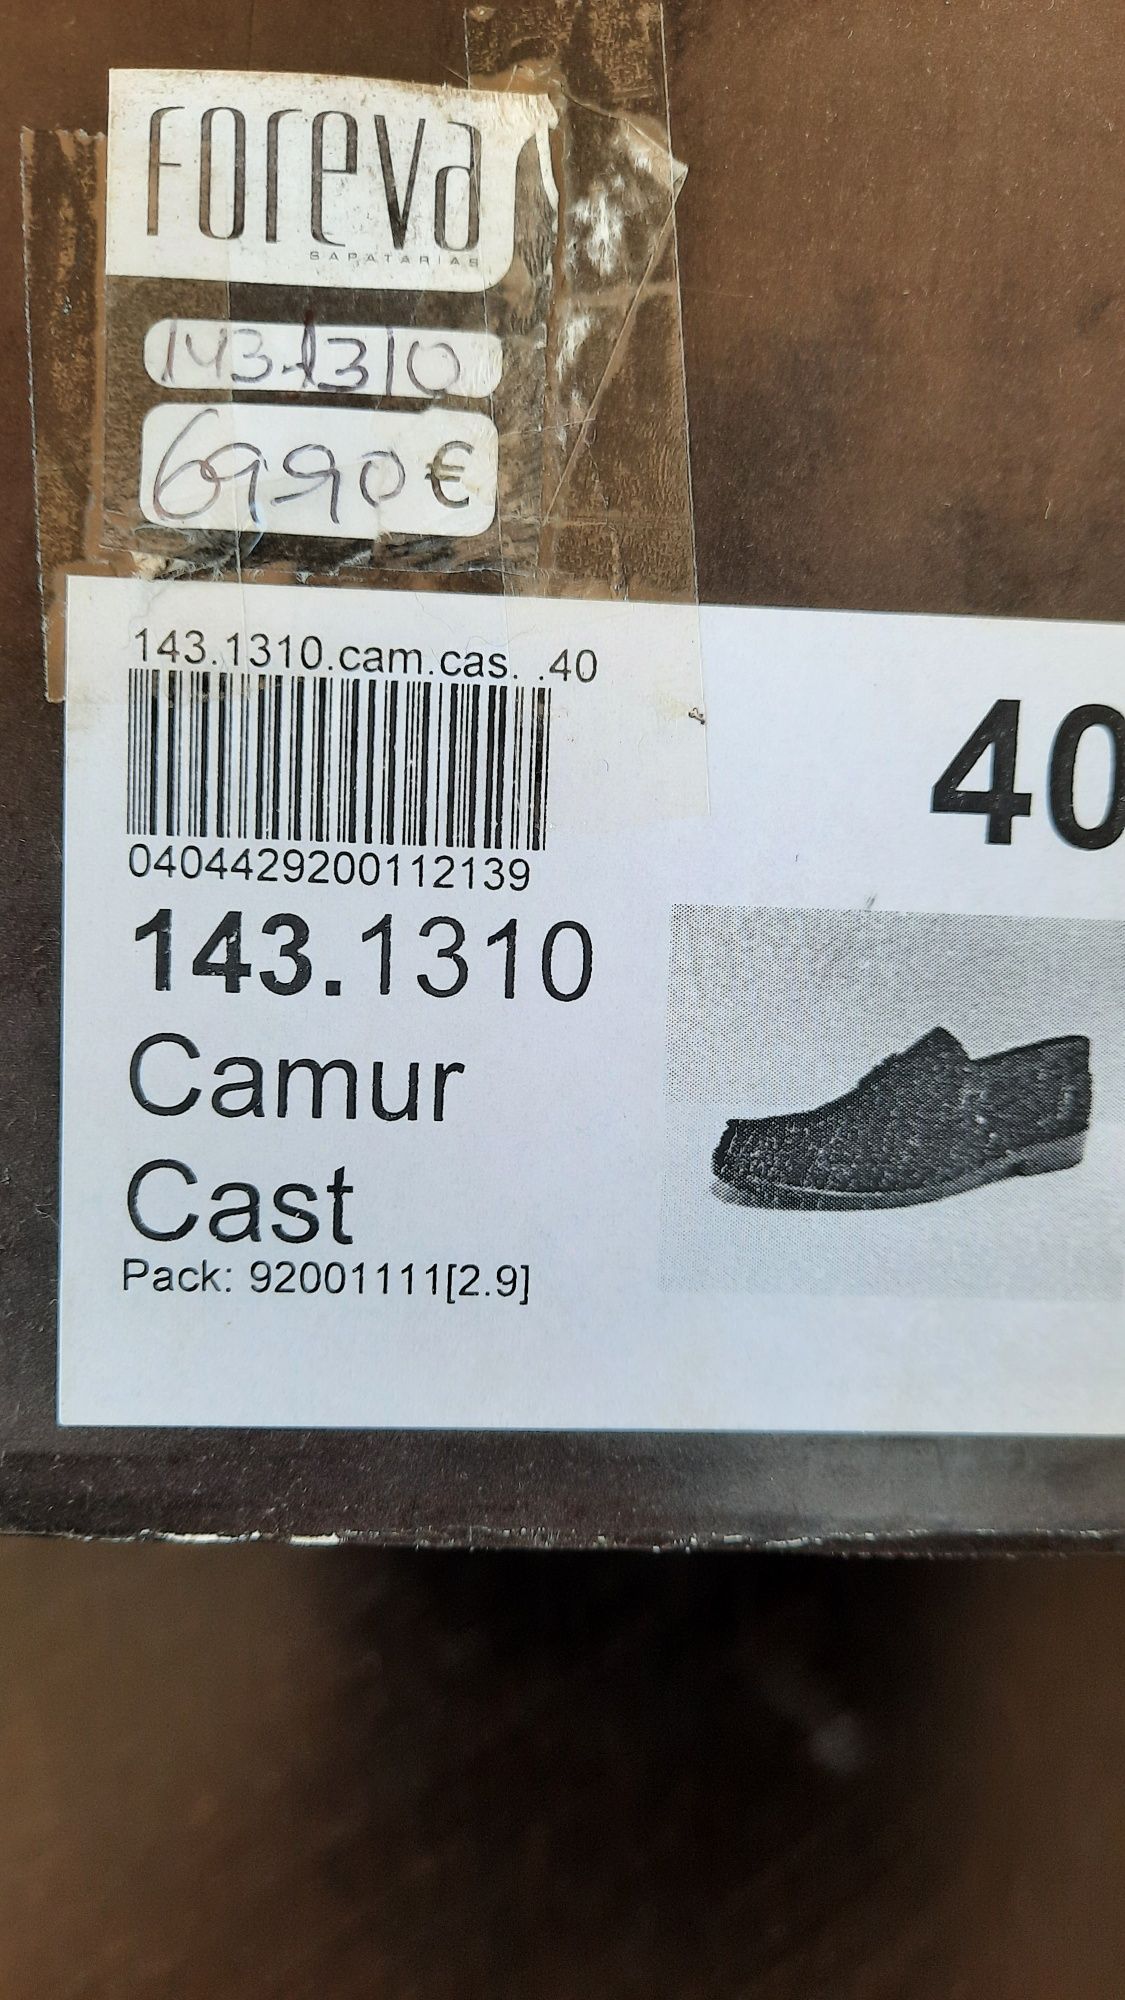 Foreva
SAPATARIAS
143.1310
69.90 €
143.1310.cam.cas. .40
0404429200112139
40
143.1310
Camur
Cast
Pack: 92001111[2.9]